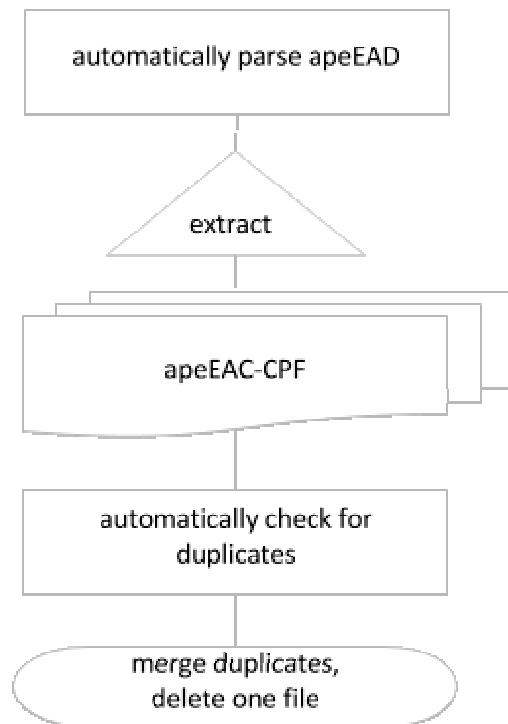 automatically parse apeEAD
extract
apeEAC-CPF
automatically check for
duplicates
merge duplicates,
delete one file